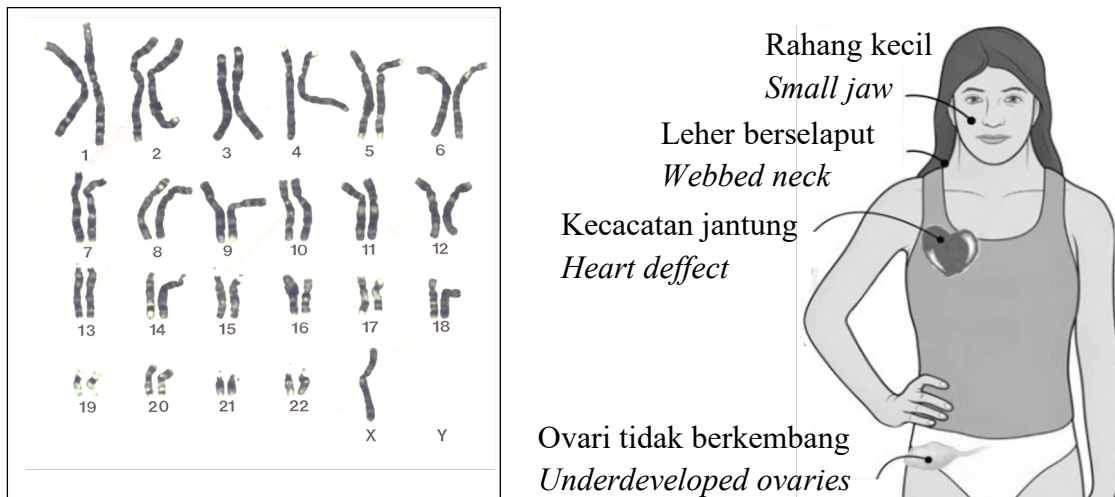 1 2 3 4 5 6
7 8 9 10 11 12
13 14 15 16 17 18
19 20 21 22
X Y
Rahang kecil
Small jaw
Leher berselaput
Webbed neck
Kecacatan jantung
Heart deffect
Ovari tidak berkembang
Underdeveloped ovaries